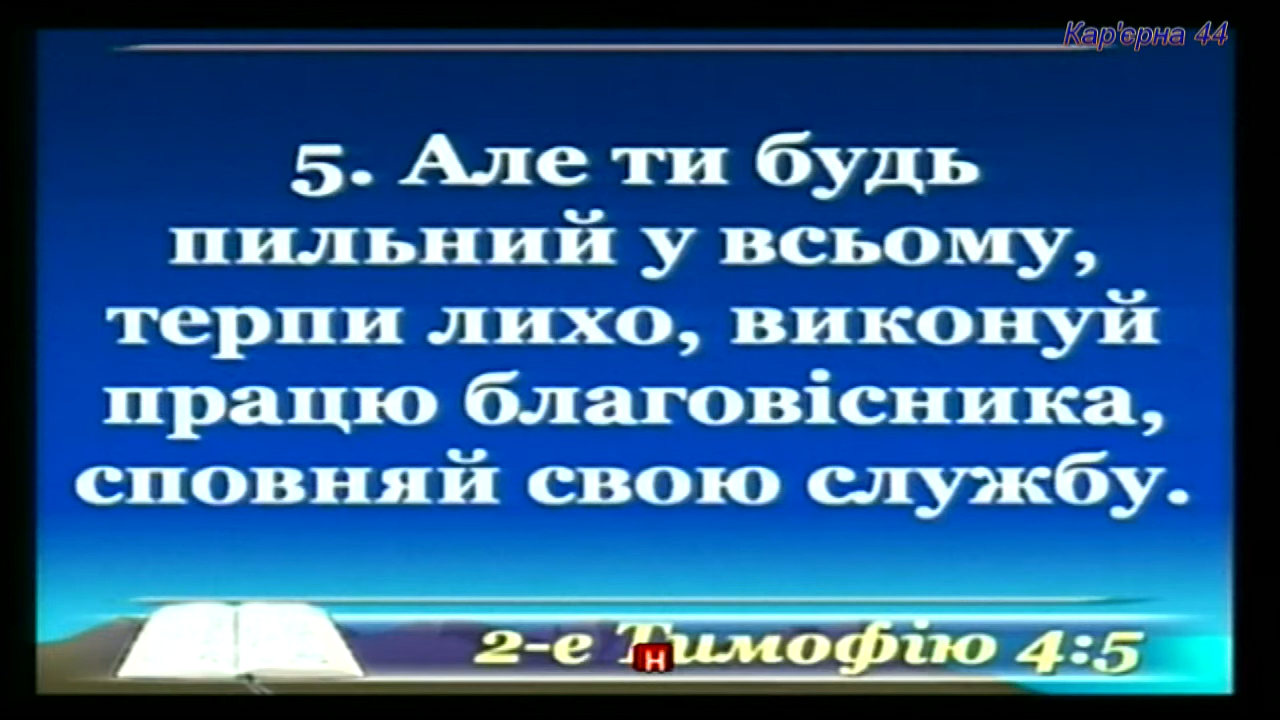 Кар'єрна 44
5. Але ти будь
пильний у всьому,
терпи лихо, виконуй
працю благовісника,
сповняй свою службу.
2-е Тимофію 4:5
н